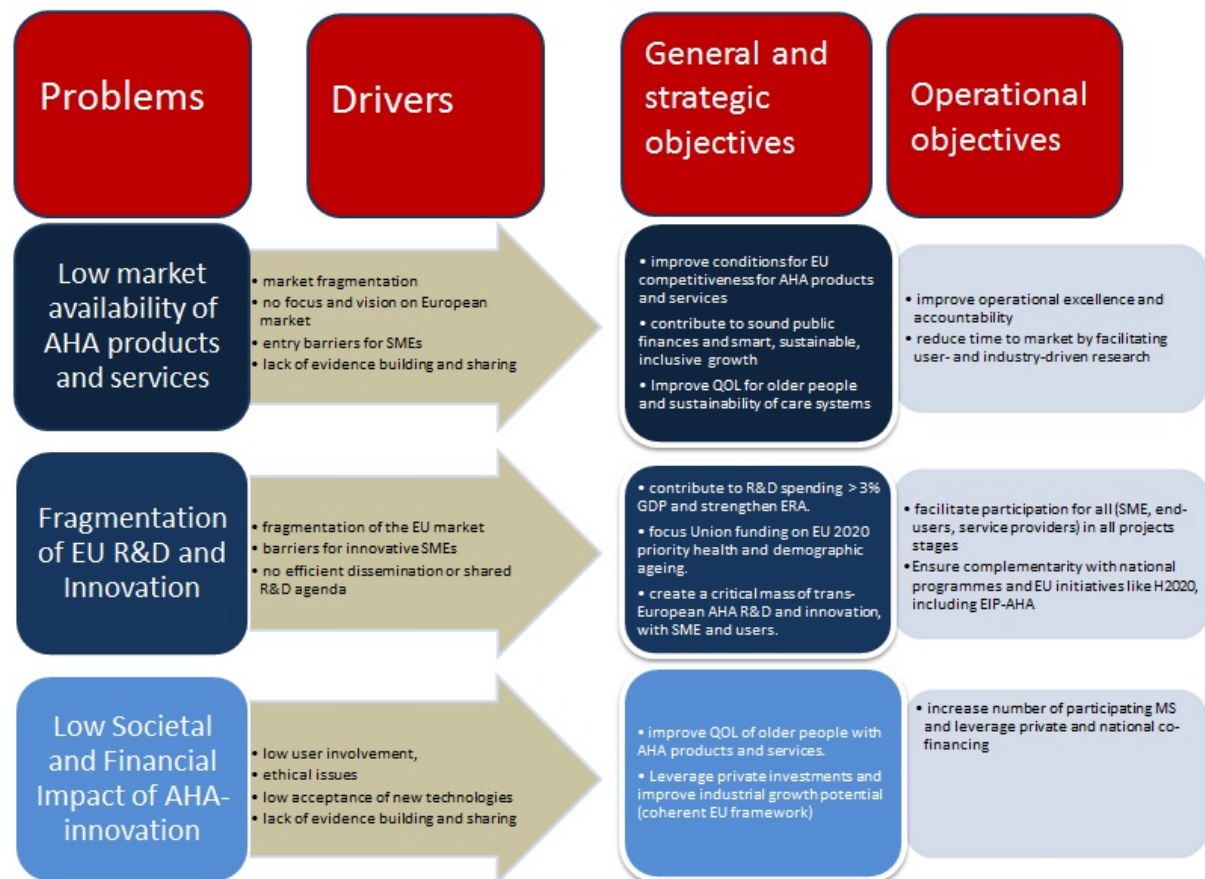 Problems
Drivers
General and
strategic
objectives
Operational
objectives
Low market
availability of
AHA products
and services
• market fragmentation
• no focus and vision on European
market
• entry barriers for SMEs
• lack of evidence building and sharing
• improve conditions for EU
competitiveness for AHA products
and services
• contribute to sound public
finances and smart, sustainable,
inclusive growth
• Improve QOL for older people
and sustainability of care systems
• improve operational excellence and
accountability
• reduce time to market by facilitating
user- and industry-driven research
Fragmentation
of EU R&D and
Innovation
• fragmentation of the EU market
• barriers for innovative SMEs
• no efficient dissemination or shared
R&D agenda
• contribute to R&D spending > 3%
GDP and strengthen ERA.
• focus Union funding on EU 2020
priority health and demographic
ageing.
• create a critical mass of trans-
European AHA R&D and innovation,
with SME and users.
• facilitate participation for all (SME, end-
users, service providers) in all projects
stages
• Ensure complementarity with national
programmes and EU initiatives like H2020,
including EIP-AHA
Low Societal
and Financial
Impact of AHA-
innovation
• low user involvement,
• ethical issues
• low acceptance of new technologies
• lack of evidence building and sharing
• improve QOL of older people with
AHA products and services.
• Leverage private investments and
improve industrial growth potential
(coherent EU framework)
• increase number of participating MS
and leverage private and national co-
financing